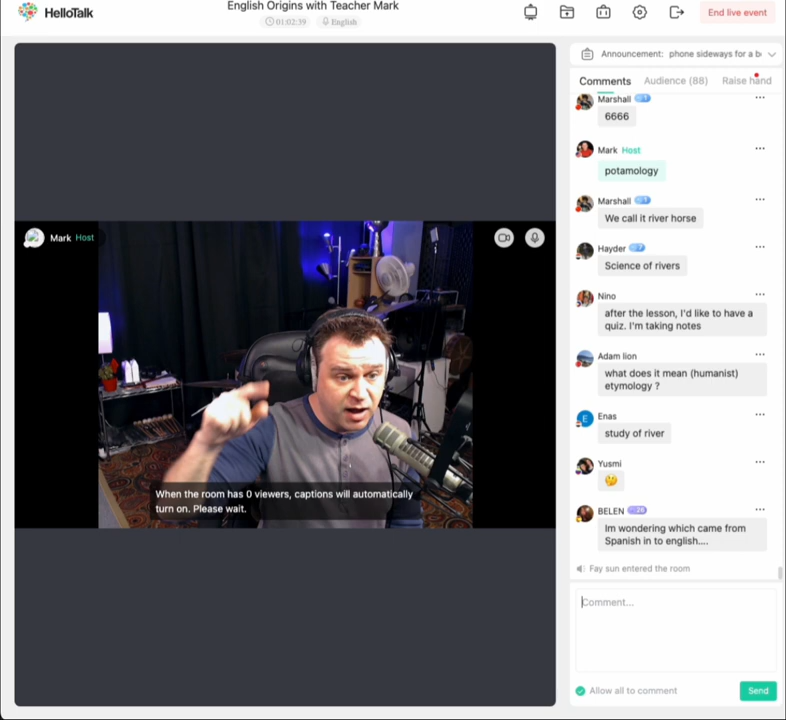 HelloTalk
English Origins with Teacher Mark
01:02:39
English
End live event
Announcement: phone sideways for a b
Comments
Audience (88)
Raise hand
Mark Host
When the room has 0 viewers, captions will automatically
turn on. Please wait.
Marshall 1
6666
Mark Host
potamology
Marshall 1
We call it river horse
Hayder
Science of rivers
Nino
after the lesson, I'd like to have a
quiz. I'm taking notes
Adam lion
what does it mean (humanist)
etymology ?
E
Enas
study of river
Yusmi
🤔
BELEN 26
Im wondering which came from
Spanish in to english....
Fay sun entered the room
Comment...
Allow all to comment
Send